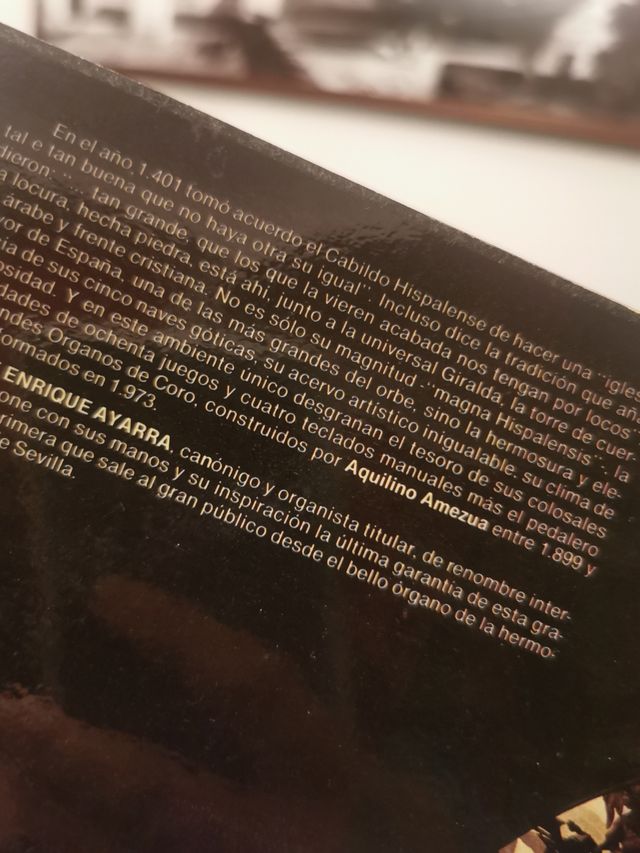 En el año 1.401 tomó acuerdo el Cabildo Hispalense de hacer una ''igles
tal e tan buena que no haya otra su igual''. Incluso dice la tradición que añ
dieron: ''... tan grande, que los que la vieren acabada nos tengan por locos''
a locura, hecha piedra, está ahí, junto a la universal Giralda, la torre de cuer-
árabe y frente cristiana. No es sólo su magnitud ''magna Hispalensis'', la
or de España, una de las más grandes del orbe, sino la hermosura y ele-
ia de sus cinco naves góticas, su acervo artístico inigualable, su clima de
osidad. Y en este ambiente único desgranan el tesoro de sus colosales
dades de ochenta juegos y cuatro teclados manuales más el pedalero
ndes Organos de Coro, construidos por Aquilino Amezua entre 1.899 y
ormados en 1.973.
ENRIQUE AYARRA, canónigo y organista titular, de renombre inter-
one con sus manos y su inspiración la última garantía de esta gra-
rimera que sale al gran público desde el bello órgano de la hermo-
e Sevilla.